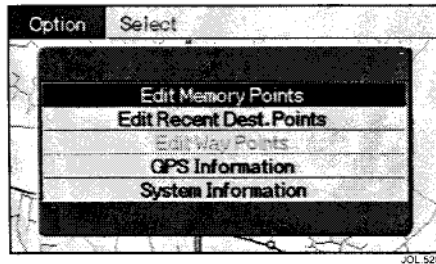 Option Select
Edit Memory Points
Edit Recent Dest. Points
Edit Way Points
GPS Information
System Information
JOL 52